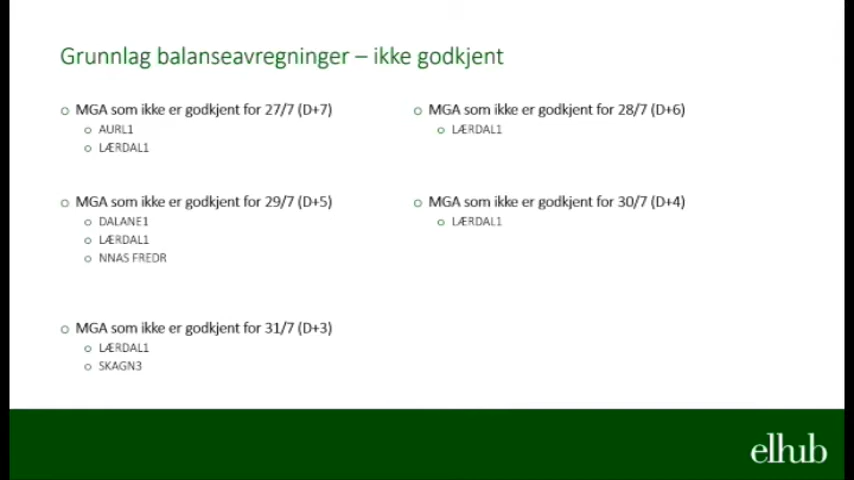 Grunnlag balanseavregninger – ikke godkjent
MGA som ikke er godkjent for 27/7 (D+7)
AURL1
LÆRDAL1
MGA som ikke er godkjent for 28/7 (D+6)
LÆRDAL1
MGA som ikke er godkjent for 29/7 (D+5)
DALANE1
LÆRDAL1
NNAS FREDR
MGA som ikke er godkjent for 30/7 (D+4)
LÆRDAL1
MGA som ikke er godkjent for 31/7 (D+3)
LÆRDAL1
SKAGN3
elhub